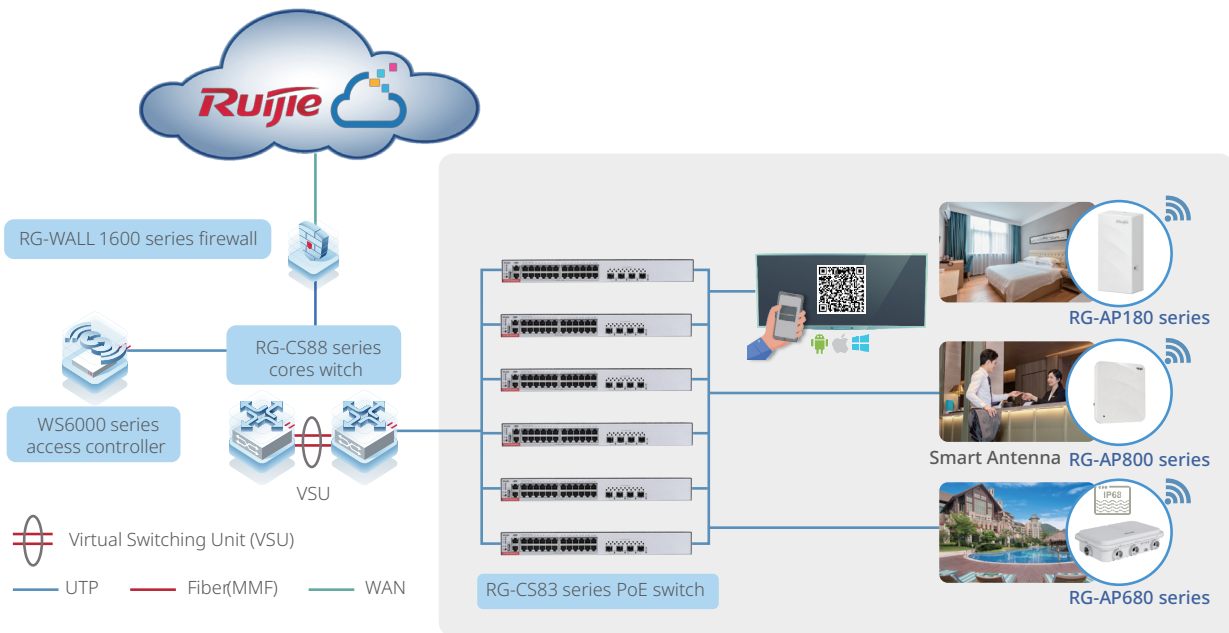 Ruijie
RG-WALL 1600 series firewall
RG-CS88 series
cores witch
WS6000 series
access controller
VSU
Virtual Switching Unit (VSU)
UTP
Fiber(MMF)
WAN
RG-CS83 series PoE switch
RG-AP180 series
Smart Antenna
RG-AP800 series
IP68
RG-AP680 series